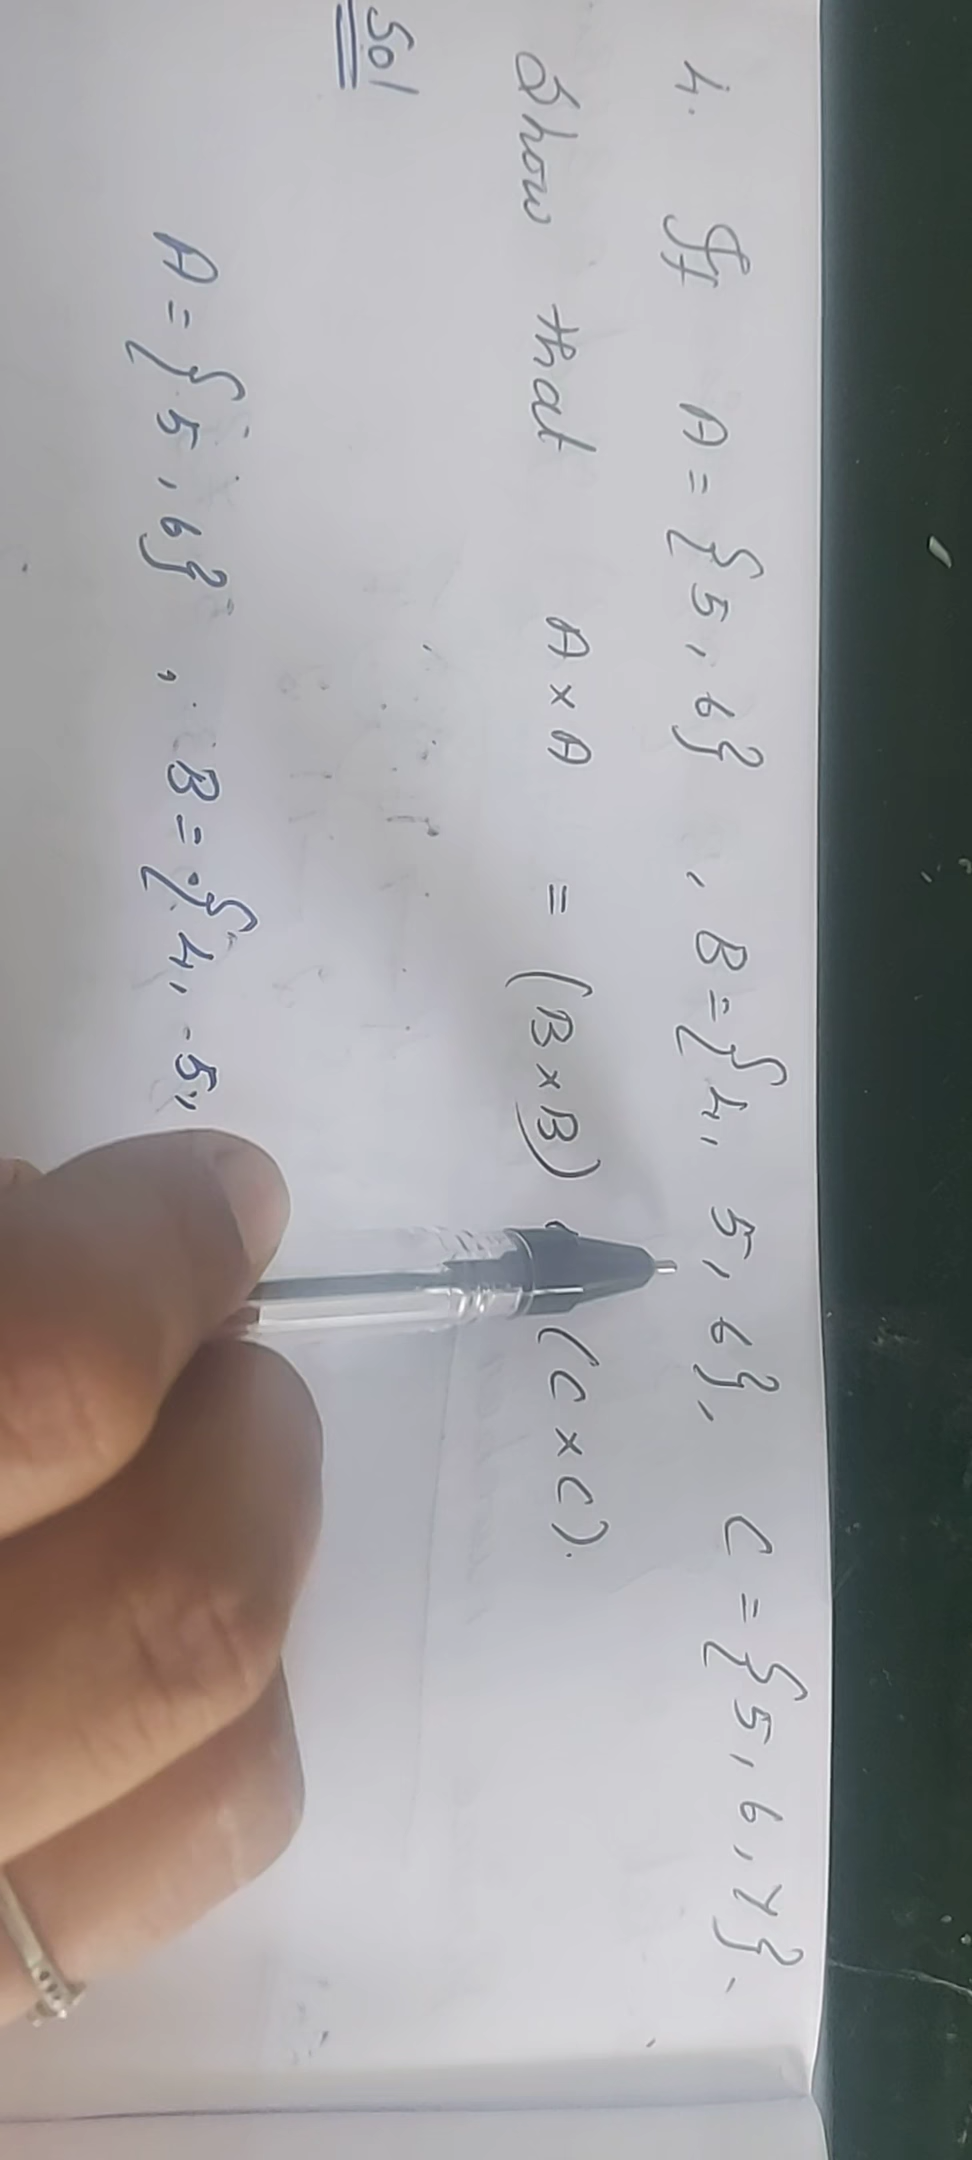 4. If A = {5, 6}, B = {4, 5, 6}, C = {5, 6, 7}.
Show that A × A = (B × B) (C × C).
Sol
A = {5, 6}, B = {4, 5,